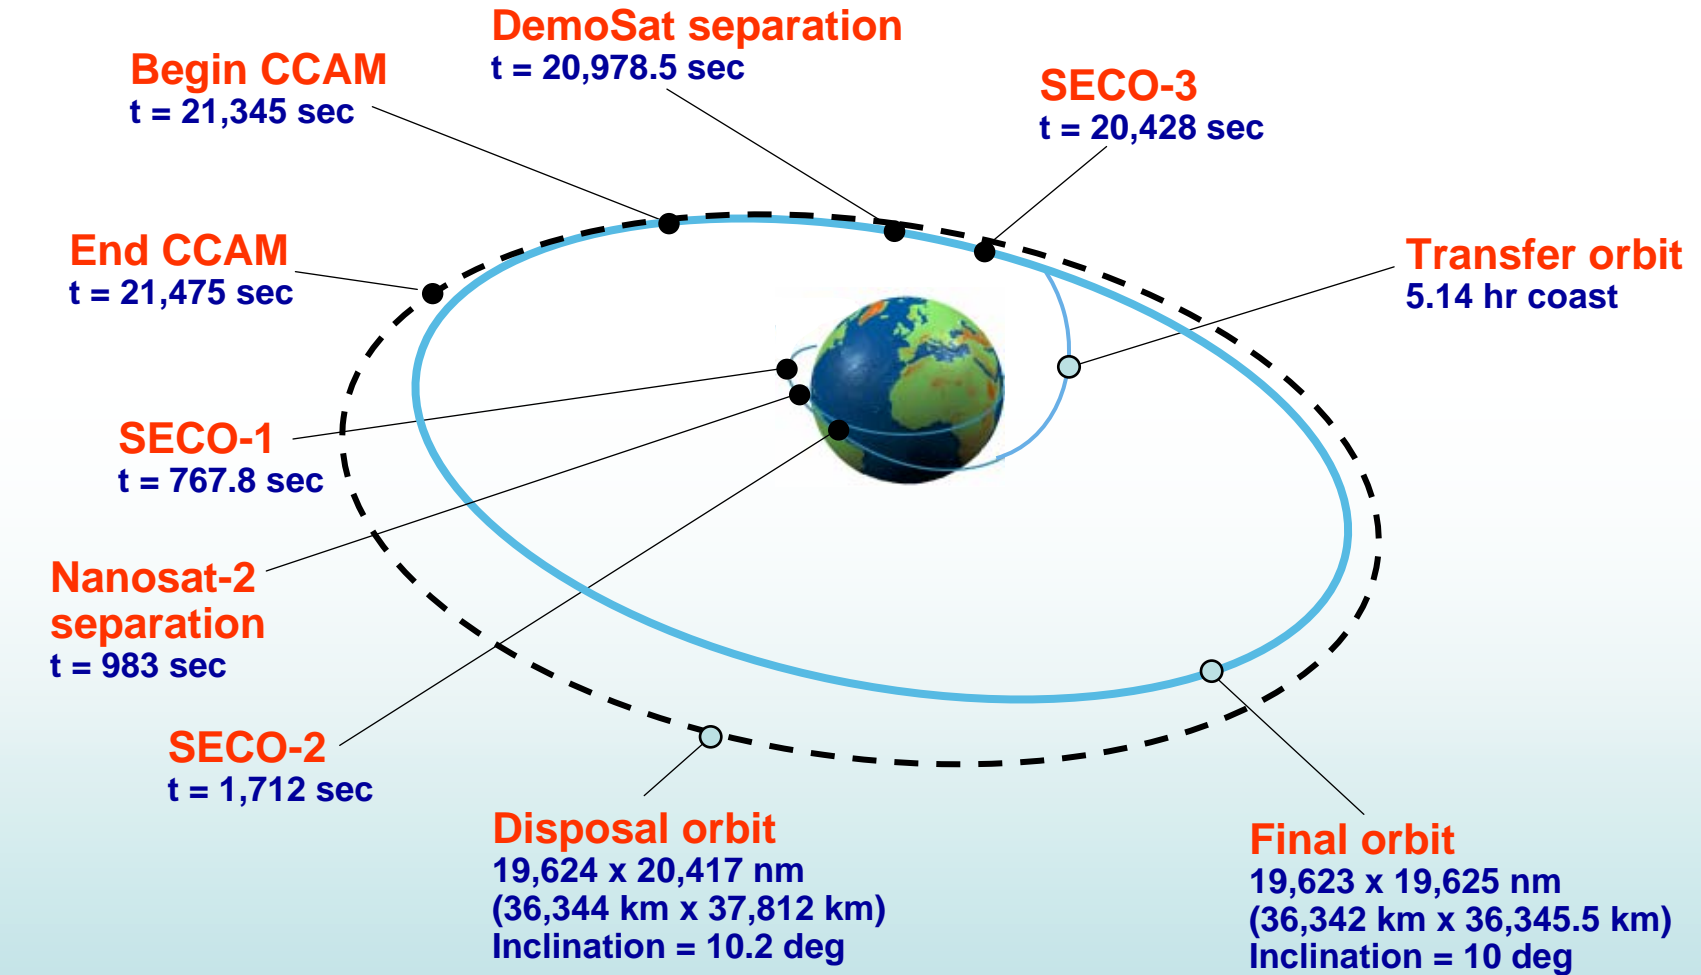 DemoSat separation
t = 20,978.5 sec
Begin CCAM
t = 21,345 sec
SECO-3
t = 20,428 sec
End CCAM
t = 21,475 sec
Transfer orbit
5.14 hr coast
SECO-1
t = 767.8 sec
Nanosat-2
separation
t = 983 sec
SECO-2
t = 1,712 sec
Disposal orbit
19,624 x 20,417 nm
(36,344 km x 37,812 km)
Inclination = 10.2 deg
Final orbit
19,623 x 19,625 nm
(36,342 km x 36,345.5 km)
Inclination = 10 deg